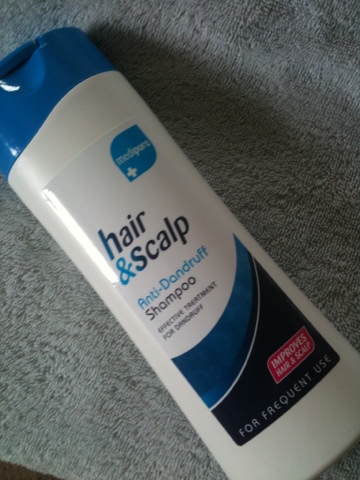 medipure
hair
&scalp
Anti-Dandruff
Shampoo
EFFECTIVE TREATMENT
FOR DANDRUFF
IMPROVES
HAIR & SCALP
FOR FREQUENT USE